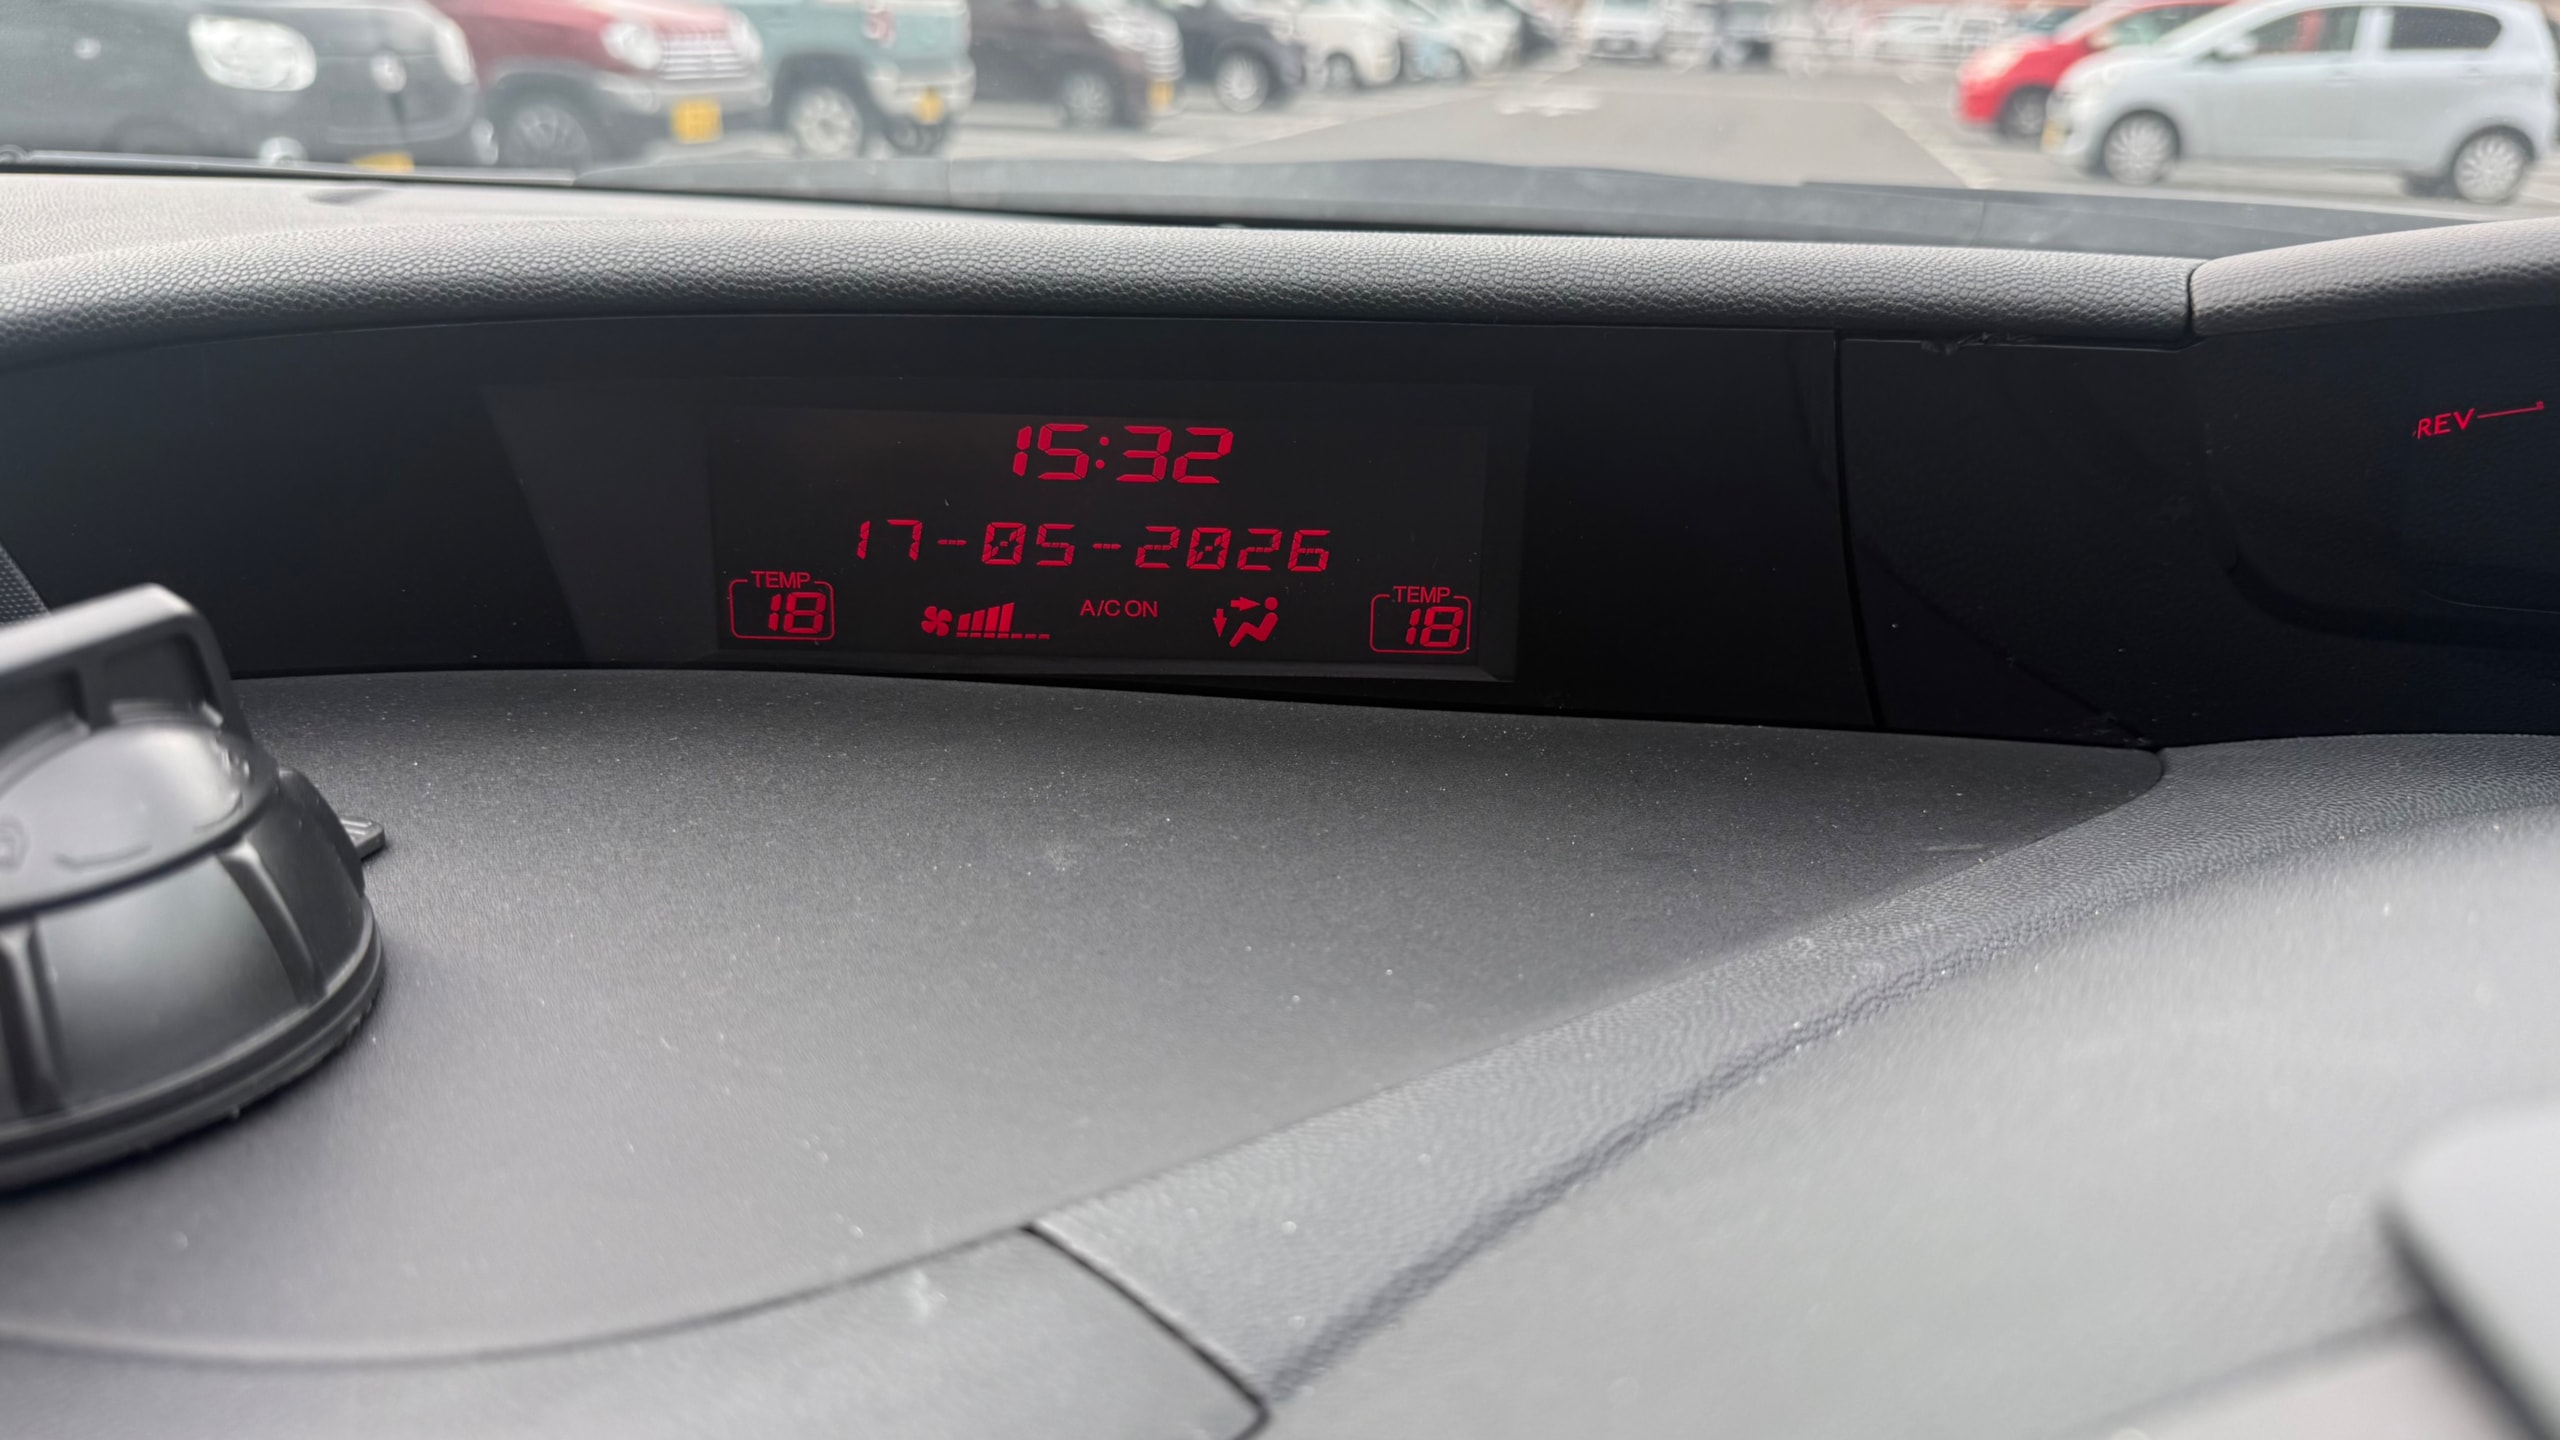 15:32
17-05-2026
TEMP 18 A/C ON TEMP 18
REV